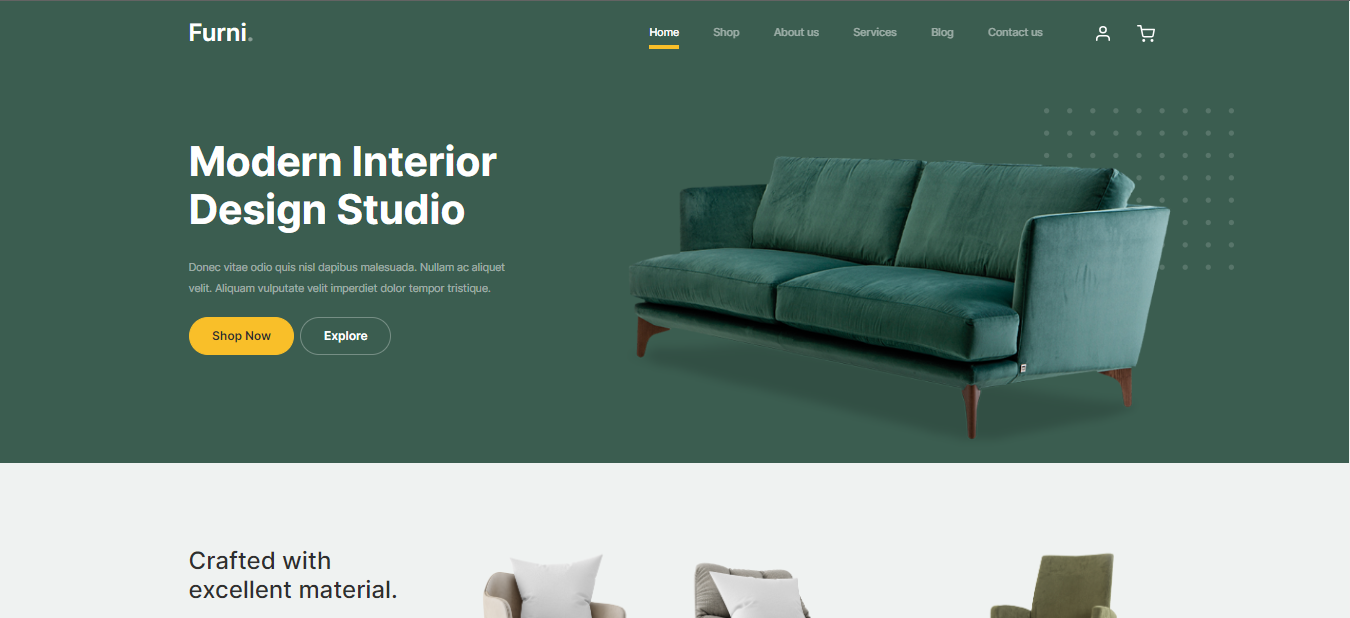 Furni.
Home Shop About us Services Blog Contact us
Modern Interior
Design Studio
Donec vitae odio quis nisl dapibus malesuada. Nullam ac aliquet
velit. Aliquam vulputate velit imperdiet dolor tempor tristique.
Shop Now Explore
Crafted with
excellent material.